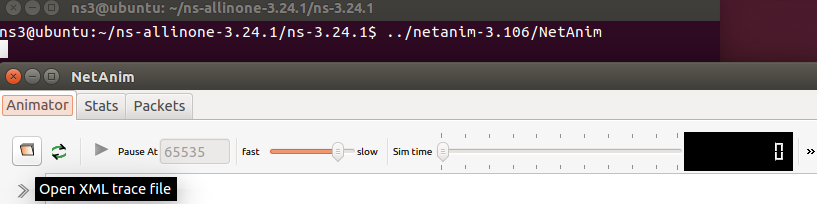 ns3@ubuntu: ~/ns-allinone-3.24.1/ns-3.24.1
ns3@ubuntu:~/ns-allinone-3.24.1/ns-3.24.1$ ../netanim-3.106/NetAnim
NetAnim
Animator Stats Packets
Pause At 65535 fast slow Sim time 0 »
Open XML trace file